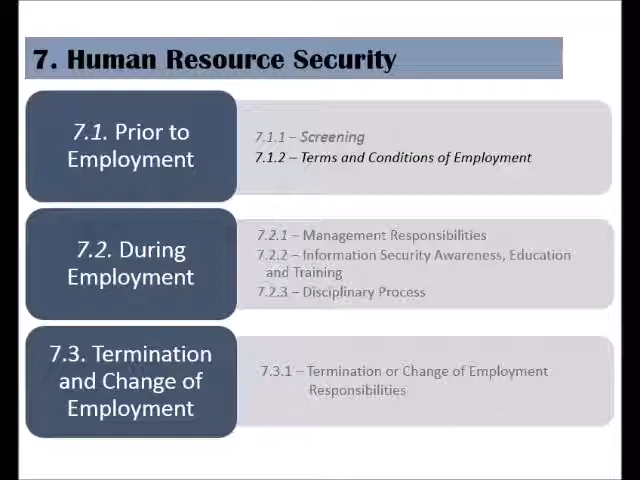 7. Human Resource Security
7.1. Prior to
Employment
7.1.1 – Screening
7.1.2 – Terms and Conditions of Employment
7.2. During
Employment
7.2.1 – Management Responsibilities
7.2.2 – Information Security Awareness, Education
and Training
7.2.3 – Disciplinary Process
7.3. Termination
and Change of
Employment
7.3.1 – Termination or Change of Employment
Responsibilities